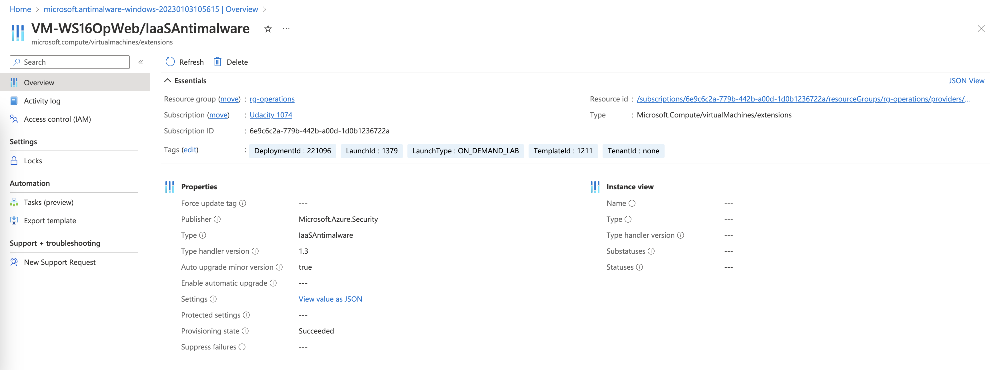 Home > microsoft.antimalware-windows-20230103105615 | Overview >
VM-WS16OpWeb/IaaSAntimalware
microsoft.compute/virtualmachines/extensions
Search
Overview
Activity log
Access control (IAM)
Settings
Locks
Automation
Tasks (preview)
Export template
Support + troubleshooting
New Support Request
Refresh Delete
Essentials
JSON View
Resource group (move) : rg-operations
Subscription (move) : Udacity 1074
Subscription ID : 6e9c6c2a-779b-442b-a00d-1d0b1236722a
Resource id : /subscriptions/6e9c6c2a-779b-442b-a00d-1d0b1236722a/resourceGroups/rg-operations/providers/...
Type : Microsoft.Compute/virtualMachines/extensions
Tags (edit) : DeploymentId : 221096 LaunchId : 1379 LaunchType : ON_DEMAND_LAB TemplateId : 1211 TenantId : none
Properties
Force update tag ---
Publisher Microsoft.Azure.Security
Type IaaSAntimalware
Type handler version 1.3
Auto upgrade minor version true
Enable automatic upgrade ---
Settings View value as JSON
Protected settings ---
Provisioning state Succeeded
Suppress failures ---
Instance view
Name ---
Type ---
Type handler version ---
Substatuses ---
Statuses ---